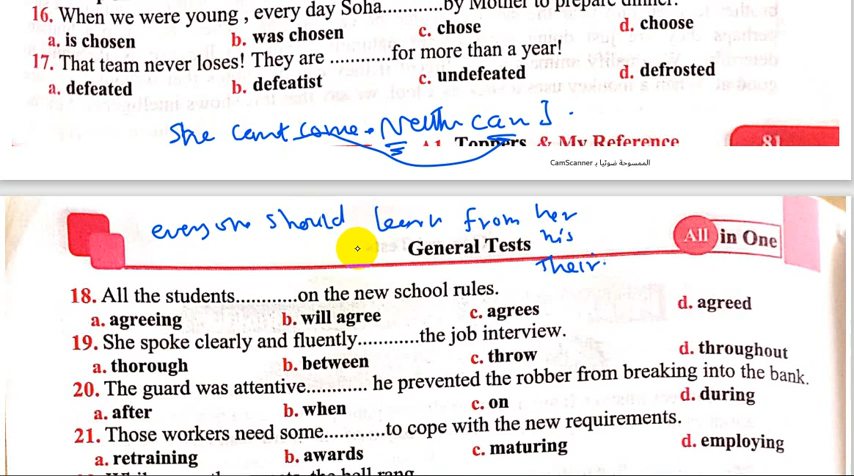 16. When we were young , every day Soha............by Mother to prepare dinner.
a. is chosen b. was chosen c. chose d. choose
17. That team never loses! They are ............for more than a year!
a. defeated b. defeatist c. undefeated d. defrosted
She can't come. Neither can I.
& My Reference 81
الممسوحة ضوئيا بـ CamScanner
everyone should learn from her
his
their.
General Tests
All in One
18. All the students............on the new school rules.
a. agreeing b. will agree c. agrees d. agreed
19. She spoke clearly and fluently............the job interview.
a. thorough b. between c. throw d. throughout
20. The guard was attentive............ he prevented the robber from breaking into the bank.
a. after b. when c. on d. during
21. Those workers need some............to cope with the new requirements.
a. retraining b. awards c. maturing d. employing